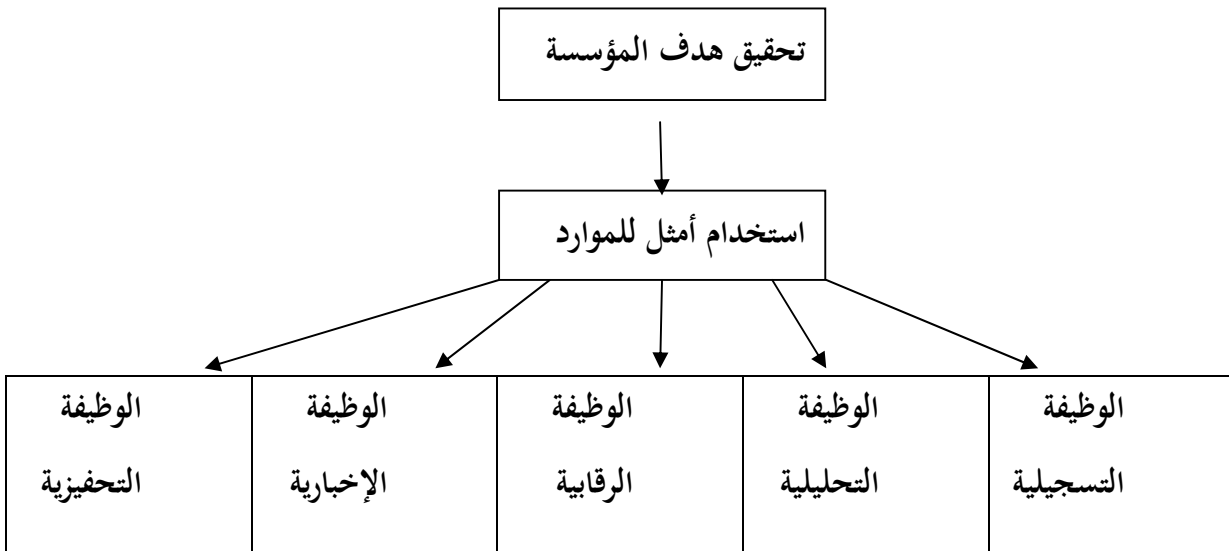 تحقيق هدف المؤسسة
استخدام أمثل للموارد
الوظيفة
التسجيلية
الوظيفة
التحليلية
الوظيفة
الرقابية
الوظيفة
الإخبارية
الوظيفة
التحفيزية